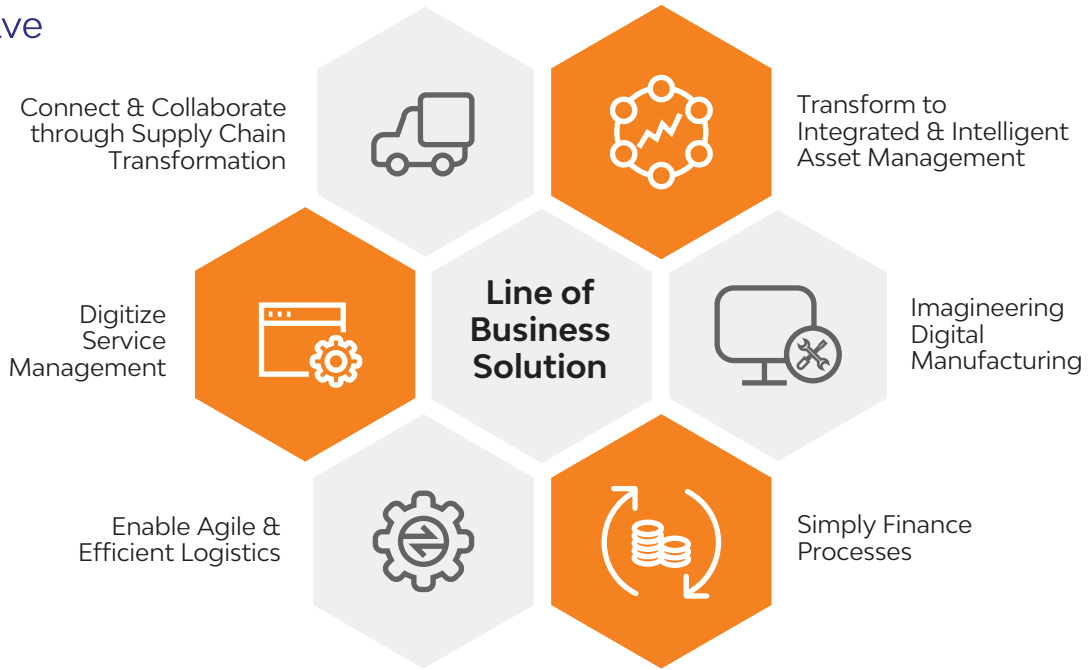 Connect & Collaborate
through Supply Chain
Transformation
Transform to
Integrated & Intelligent
Asset Management
Digitize
Service
Management
Line of
Business
Solution
Imagineering
Digital
Manufacturing
Enable Agile &
Efficient Logistics
Simply Finance
Processes